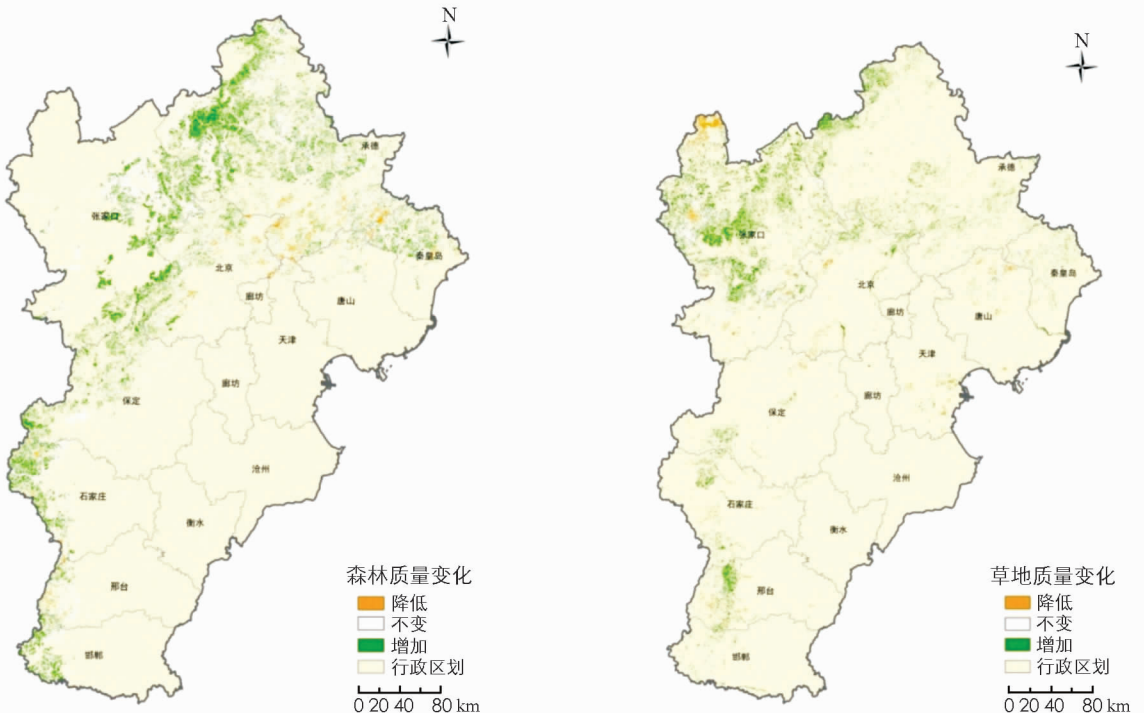 N
承德
张家口
秦皇岛
北京
廊坊
唐山
天津
廊坊
保定
沧州
石家庄
衡水
邢台
邯郸
森林质量变化
降低
不变
增加
行政区划
0 20 40 80 km
N
承德
张家口
秦皇岛
北京
廊坊
唐山
天津
廊坊
保定
沧州
石家庄
衡水
邢台
邯郸
草地质量变化
降低
不变
增加
行政区划
0 20 40 80 km